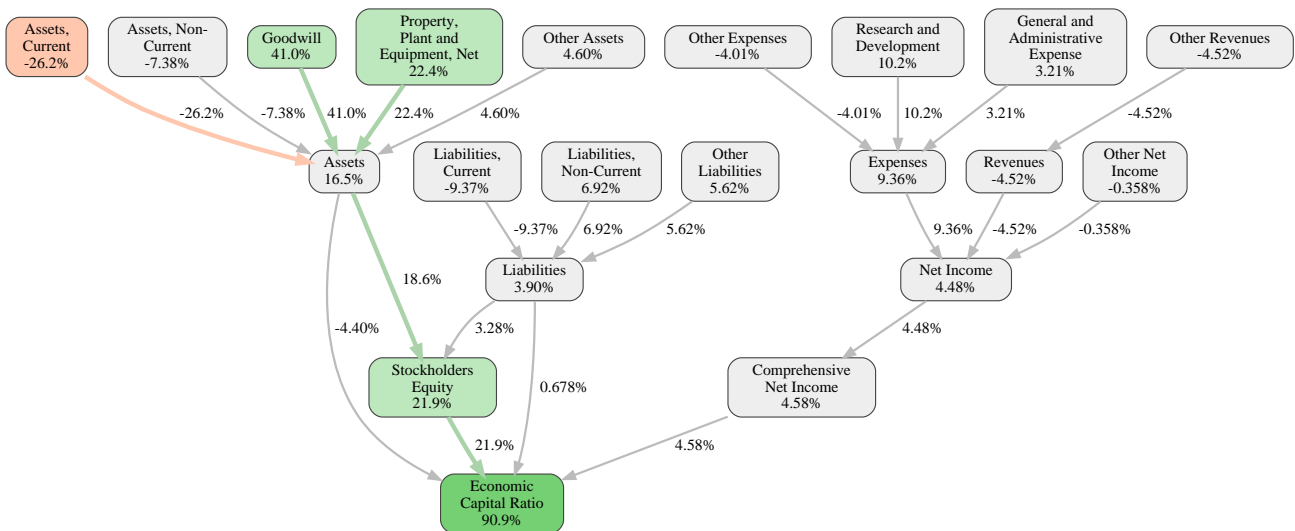 Assets,
Current
-26.2%
Assets, Non-
Current
-7.38%
Goodwill
41.0%
Property,
Plant and
Equipment, Net
22.4%
Other Assets
4.60%
Other Expenses
-4.01%
Research and
Development
10.2%
General and
Administrative
Expense
3.21%
Other Revenues
-4.52%
-26.2%
-7.38%
41.0%
22.4%
4.60%
-4.01%
10.2%
3.21%
-4.52%
Assets
16.5%
Liabilities,
Current
-9.37%
Liabilities,
Non-Current
6.92%
Other
Liabilities
5.62%
Expenses
9.36%
Revenues
-4.52%
Other Net
Income
-0.358%
-9.37%
6.92%
5.62%
9.36%
-4.52%
-0.358%
18.6%
Liabilities
3.90%
Net Income
4.48%
-4.40%
3.28%
4.48%
Stockholders
Equity
21.9%
0.678%
Comprehensive
Net Income
4.58%
21.9%
4.58%
Economic
Capital Ratio
90.9%